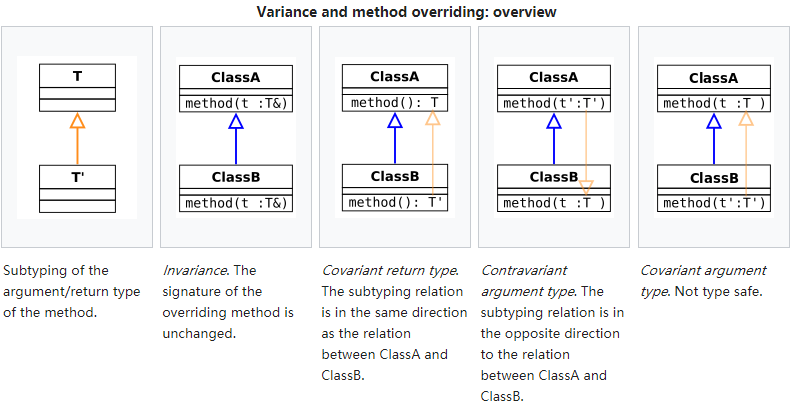 Variance and method overriding: overview
T
T'
Subtyping of the
argument/return type
of the method.
ClassA
method(t :T&)
ClassB
method(t :T&)
Invariance. The
signature of the
overriding method is
unchanged.
ClassA
method(): T
ClassB
method(): T'
Covariant return type.
The subtyping relation
is in the same direction
as the relation
between ClassA and
ClassB.
ClassA
method(t':T')
ClassB
method(t :T )
Contravariant
argument type. The
subtyping relation is in
the opposite direction
to the relation
between ClassA and
ClassB.
ClassA
method(t :T )
ClassB
method(t':T')
Covariant argument
type. Not type safe.